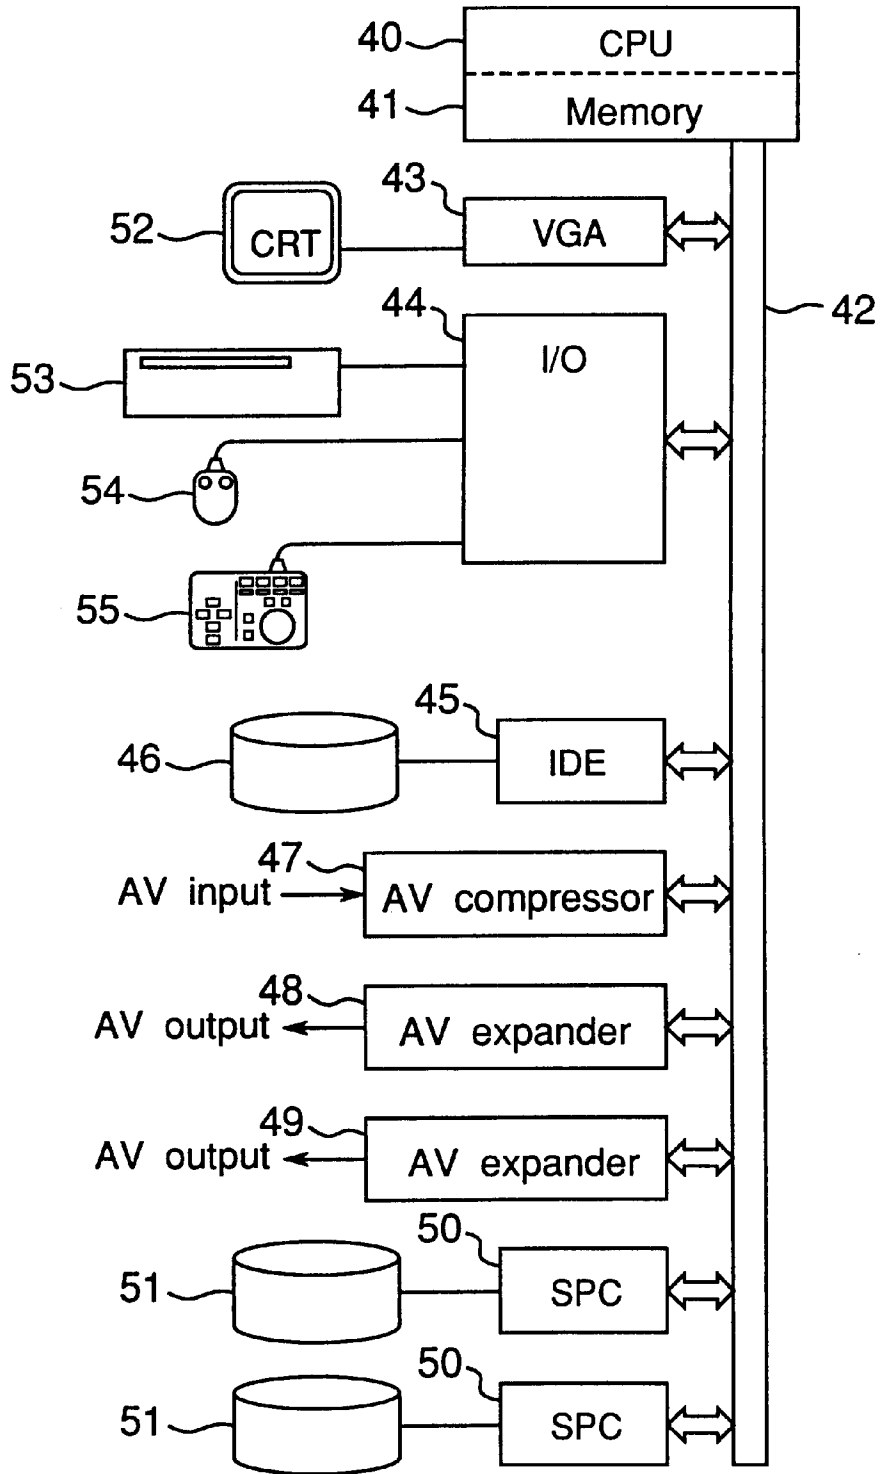 40
CPU
41
Memory
43
52
CRT
VGA
44
42
53
I/O
54
55
45
46
IDE
47
AV input
AV compressor
48
AV output
AV expander
49
AV output
AV expander
50
51
SPC
50
51
SPC